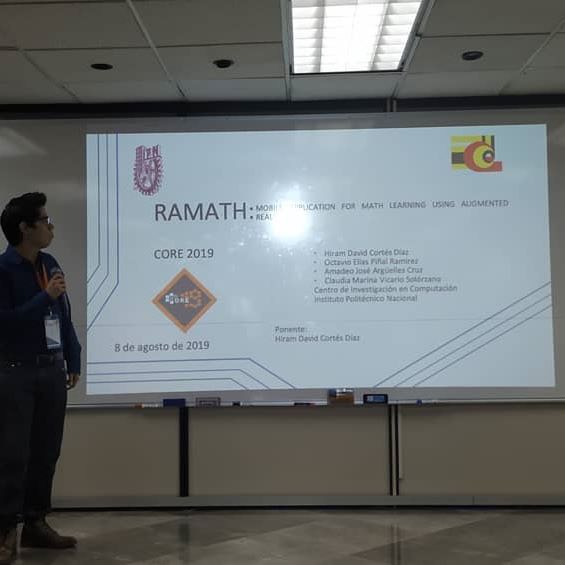 RAMATH: MOBILE APPLICATION FOR MATH LEARNING USING AUGMENTED
CORE 2019
• Hiram David Cortés Díaz
• Octavio Elías Piñal Ramírez
• Amadeo José Argüelles Cruz
• Claudia Marina Vicario Solórzano
Centro de Investigación en Computación
Instituto Politécnico Nacional
CORE
Ponente:
Hiram David Cortés Díaz
8 de agosto de 2019